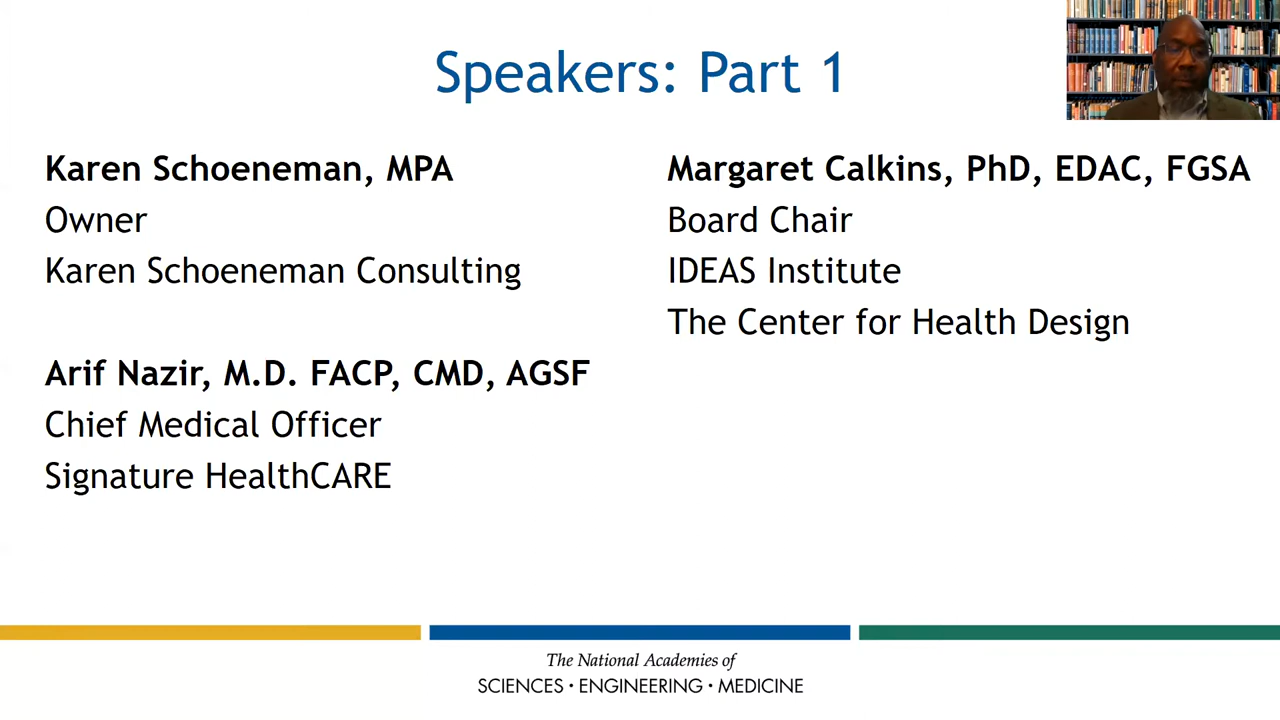 Speakers: Part 1
Karen Schoeneman, MPA
Owner
Karen Schoeneman Consulting
Arif Nazir, M.D. FACP, CMD, AGSF
Chief Medical Officer
Signature HealthCARE
Margaret Calkins, PhD, EDAC, FGSA
Board Chair
IDEAS Institute
The Center for Health Design
The National Academies of
SCIENCES · ENGINEERING · MEDICINE